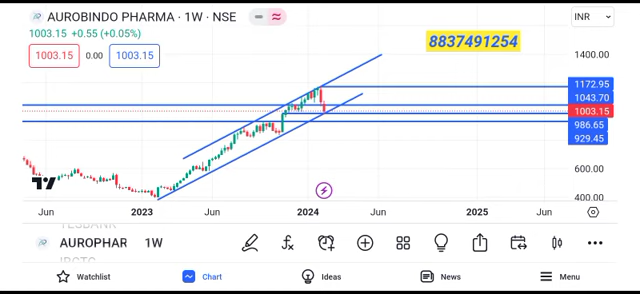 AUROBINDO PHARMA · 1W · NSE
INR
1003.15 +0.55 (+0.05%)
1003.15 0.00 1003.15
8837491254
1400.00
1172.95
1043.70
1003.15
986.65
929.45
600.00
400.00
Jun 2023 Jun 2024 Jun 2025 Jun
YESBANK
AUROPHAR 1W
IRCTC
Watchlist Chart Ideas News Menu